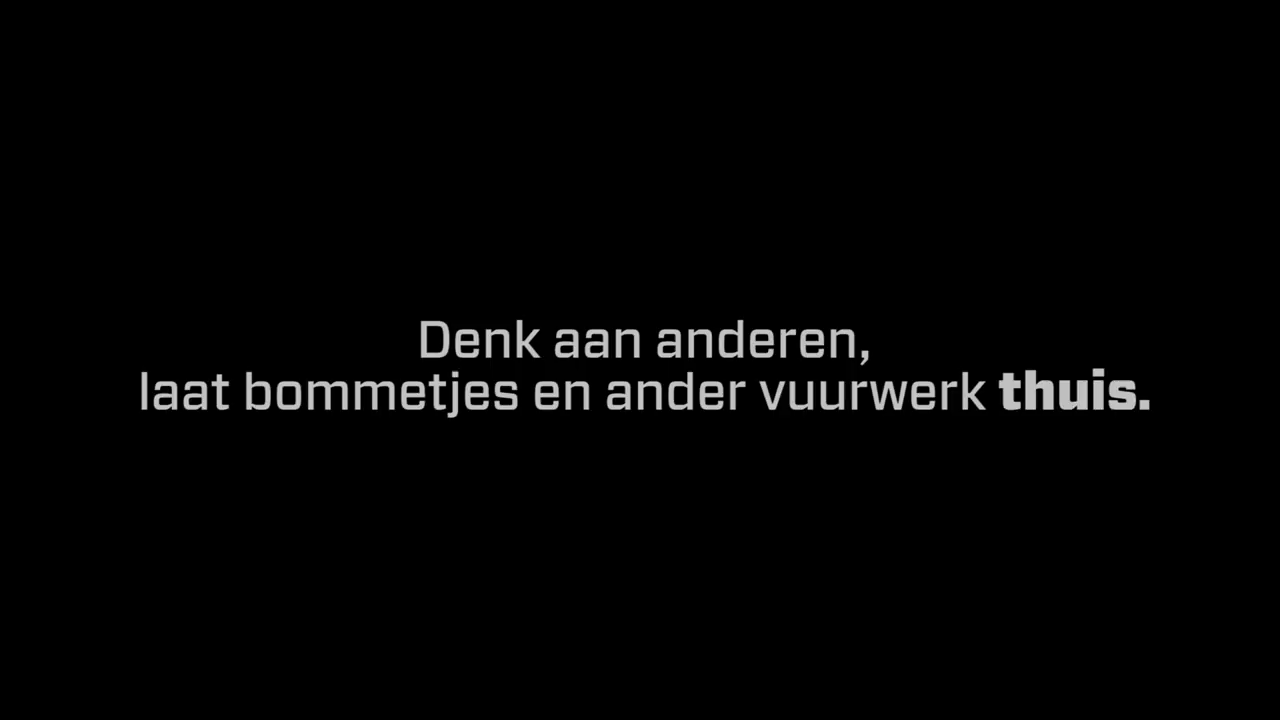 Denk aan anderen,
laat bommetjes en ander vuurwerk thuis.